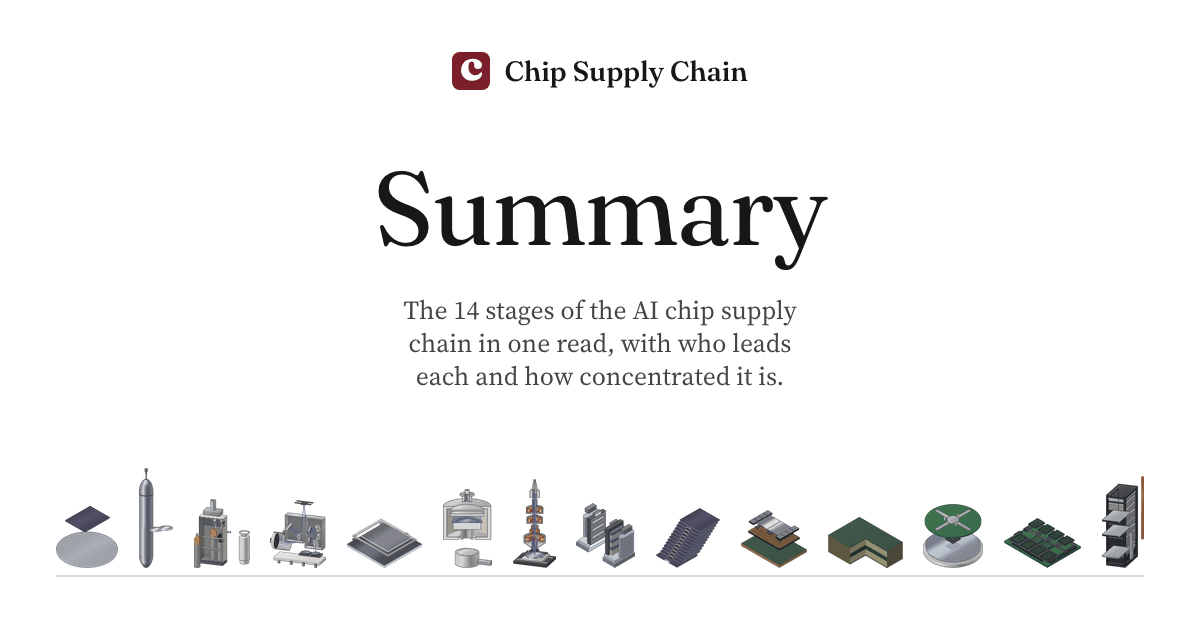 C Chip Supply Chain
Summary
The 14 stages of the AI chip supply
chain in one read, with who leads
each and how concentrated it is.